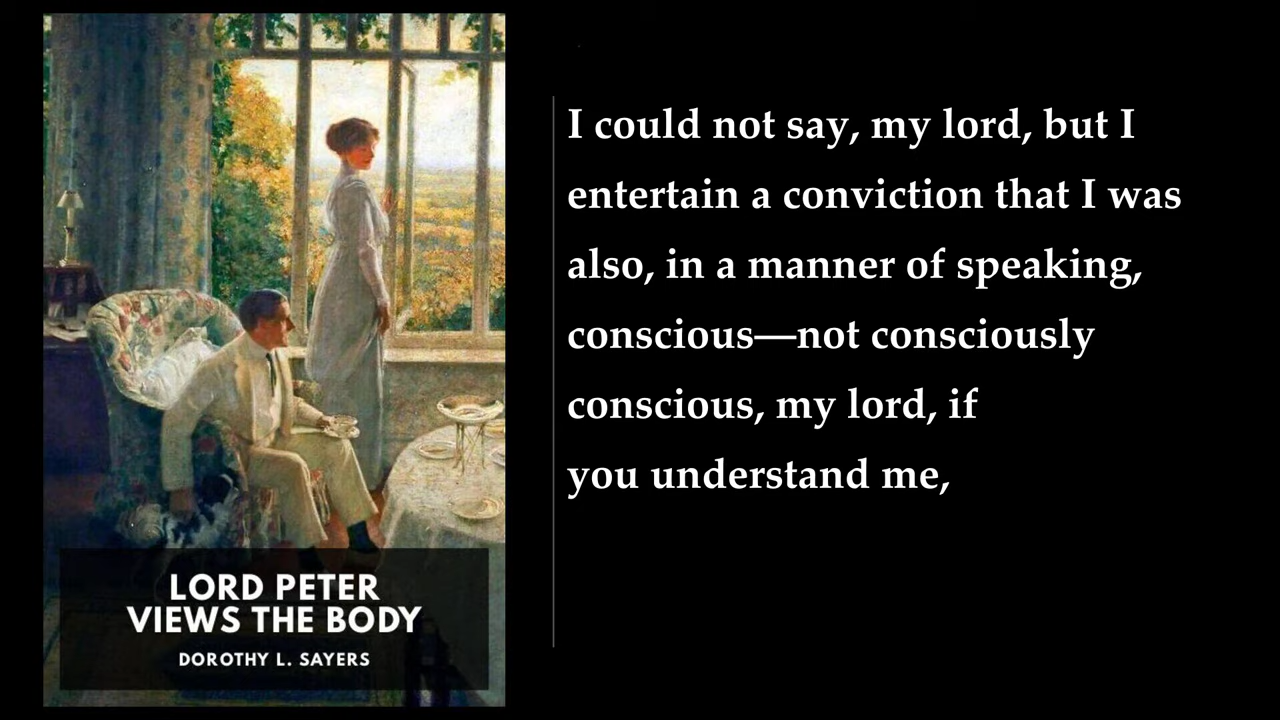 I could not say, my lord, but I
entertain a conviction that I was
also, in a manner of speaking,
conscious—not consciously
conscious, my lord, if
you understand me,
LORD PETER
VIEWS THE BODY
DOROTHY L. SAYERS